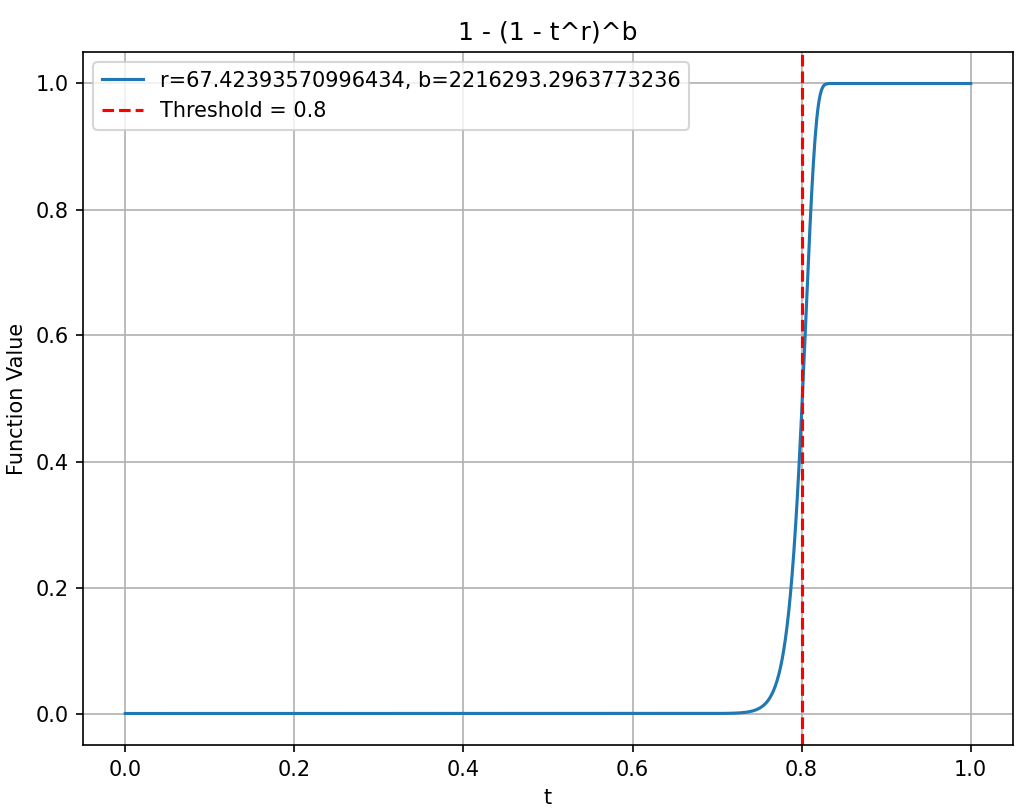 1 - (1 - t^r)^b
r=67.42393570996434, b=2216293.2963773236
Threshold = 0.8
1.0
0.8
0.6
0.4
0.2
0.0
Function Value
0.0 0.2 0.4 0.6 0.8 1.0
t